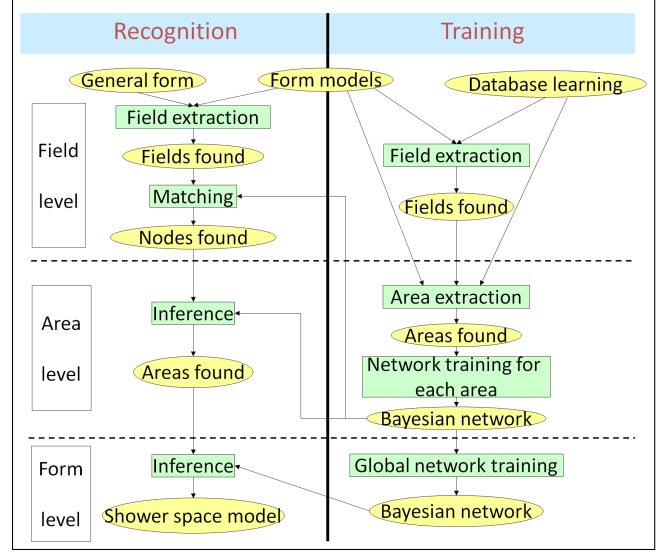 Recognition
Training
General form
Form models
Database learning
Field extraction
Field
level
Fields found
Field extraction
Matching
Fields found
Nodes found
Area
level
Area extraction
Inference
Areas found
Areas found
Network training for
each area
Bayesian network
Form
level
Inference
Global network training
Shower space model
Bayesian network